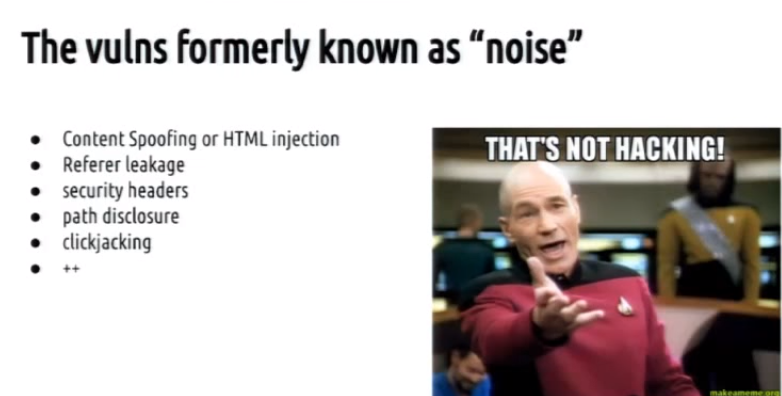 The vulns formerly known as “noise”
Content Spoofing or HTML injection
Referer leakage
security headers
path disclosure
clickjacking
++
THAT'S NOT HACKING!
makeameme.org